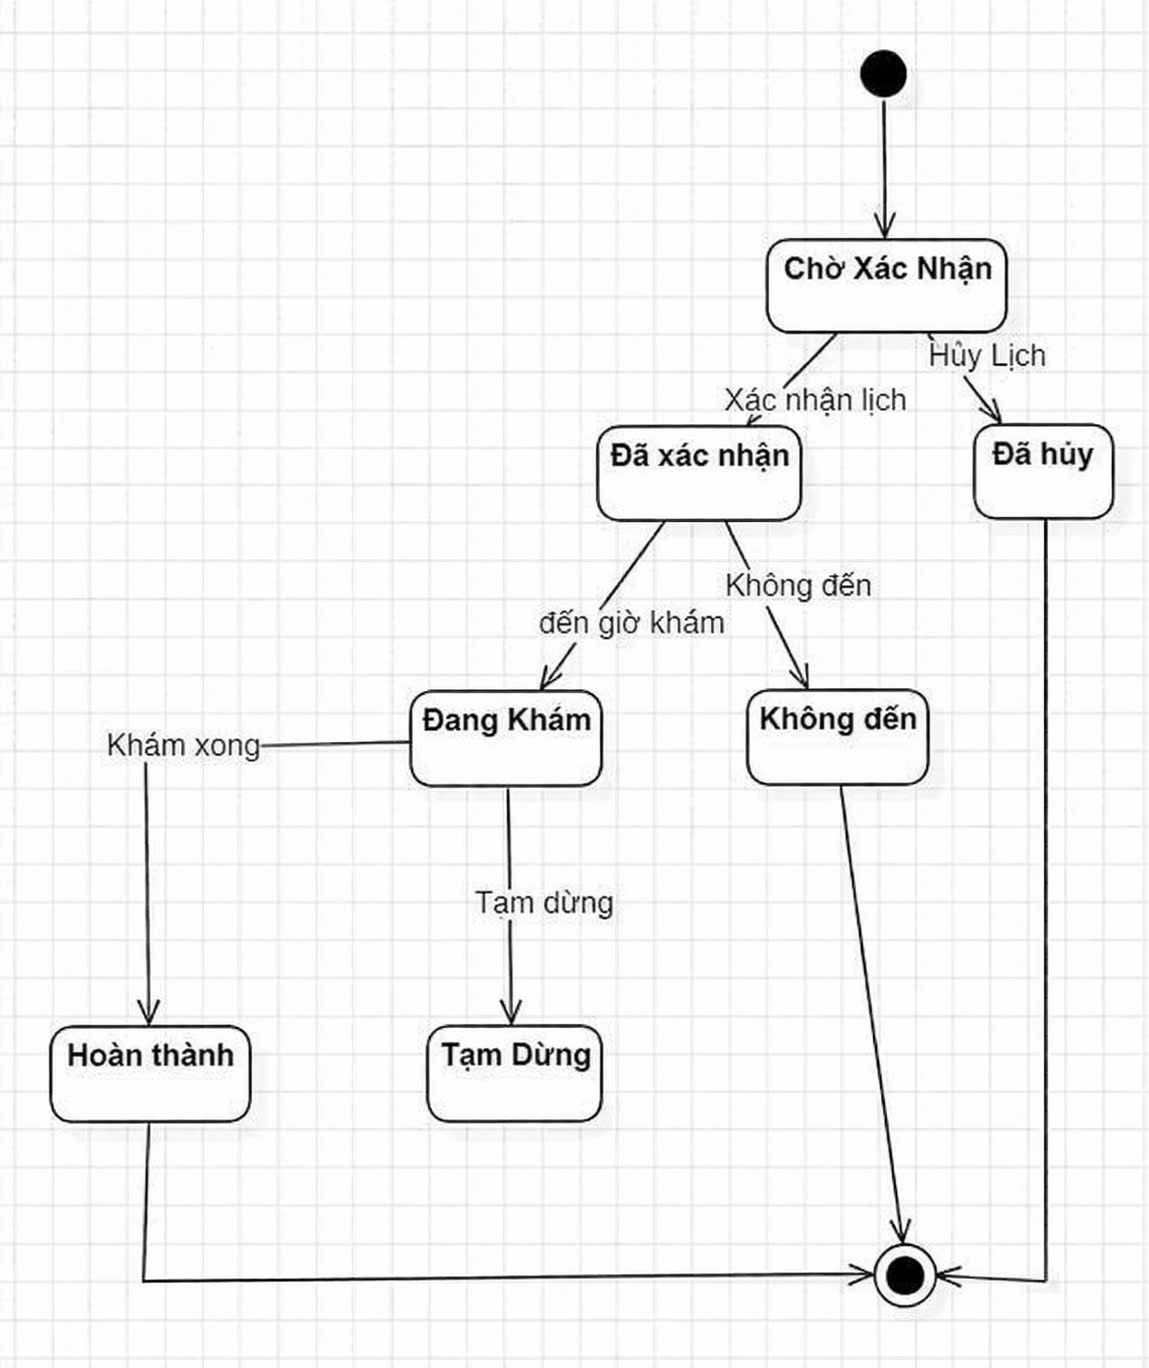 Chờ Xác Nhận
Hủy Lịch
Xác nhận lịch
Đã xác nhận
Đã hủy
Không đến
đến giờ khám
Đang Khám
Không đến
Khám xong
Tạm dừng
Hoàn thành
Tạm Dừng